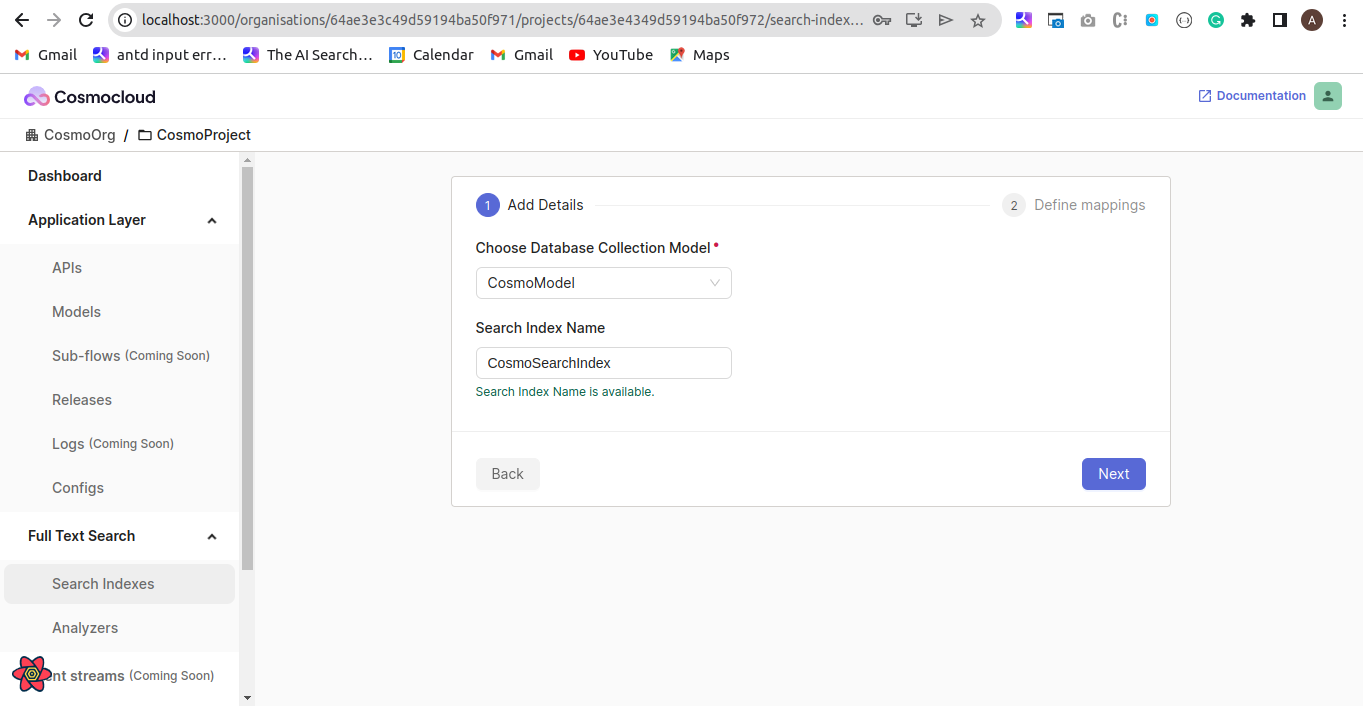 localhost:3000/organisations/64ae3e3c49d59194ba50f971/projects/64ae3e4349d59194ba50f972/search-index...
A
Gmail antd input err... The AI Search... 10 Calendar Gmail YouTube Maps
Cosmocloud Documentation
CosmoOrg / CosmoProject
Dashboard
Application Layer
APIs
Models
Sub-flows (Coming Soon)
Releases
Logs (Coming Soon)
Configs
Full Text Search
Search Indexes
Analyzers
nt streams (Coming Soon)
1 Add Details 2 Define mappings
Choose Database Collection Model •
CosmoModel
Search Index Name
CosmoSearchIndex
Search Index Name is available.
Back Next